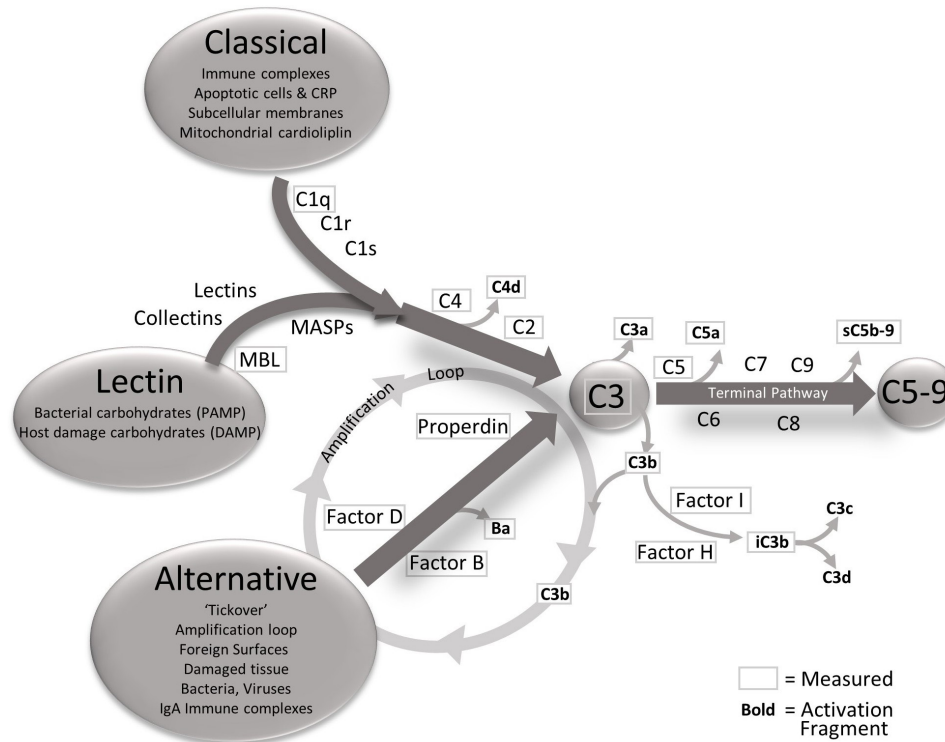 Classical
Immune complexes
Apoptotic cells & CRP
Subcellular membranes
Mitochondrial cardioliplin
C1q
C1r
C1s
Lectins
Collectins
MASPs
MBL
Lectin
Bacterial carbohydrates (PAMP)
Host damage carbohydrates (DAMP)
C4
C4d
C2
C3a
C3
C5a
C5
C7
C9
sC5b-9
Terminal Pathway
C6
C8
C5-9
Amplification
Loop
Properdin
Factor D
Ba
Factor B
C3b
C3b
Factor I
Factor H
iC3b
C3c
C3d
Alternative
‘Tickover’
Amplification loop
Foreign Surfaces
Damaged tissue
Bacteria, Viruses
IgA Immune complexes
= Measured
Bold = Activation
Fragment